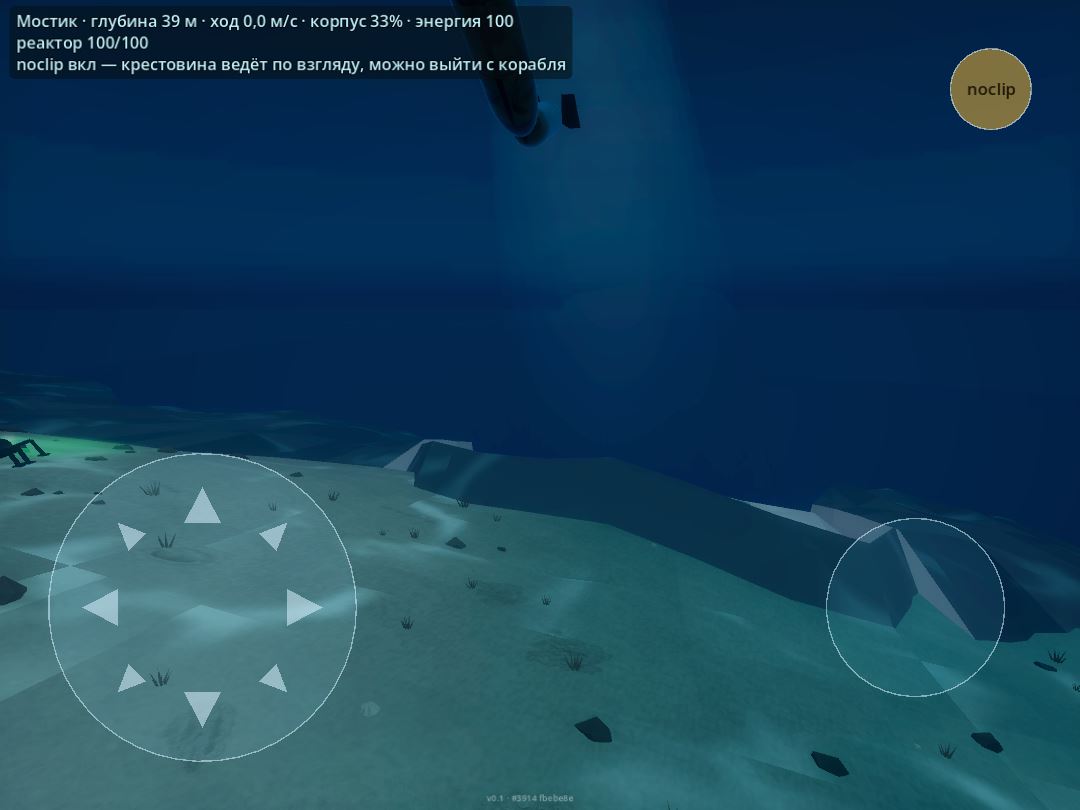 Мостик · глубина 39 м · ход 0,0 м/с · корпус 33% · энергия 100
реактор 100/100
noclip вкл — крестовина ведёт по взгляду, можно выйти с корабля
noclip
v0.1 · #3914 fbebe8e